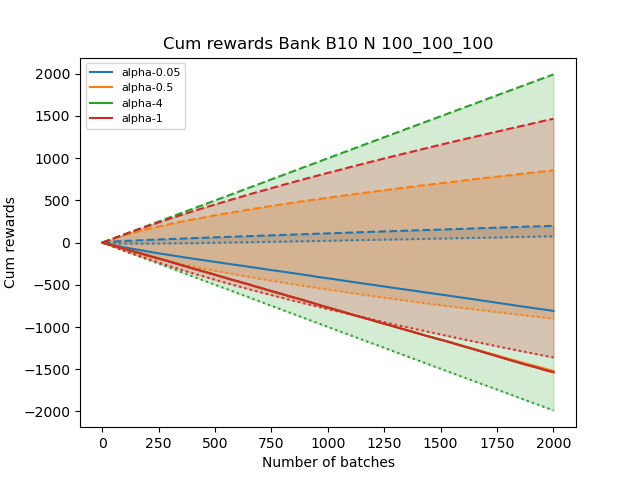 Cum rewards Bank B10 N 100_100_100
alpha-0.05
alpha-0.5
alpha-4
alpha-1
2000
1500
1000
500
0
−500
−1000
−1500
−2000
Cum rewards
0 250 500 750 1000 1250 1500 1750 2000
Number of batches